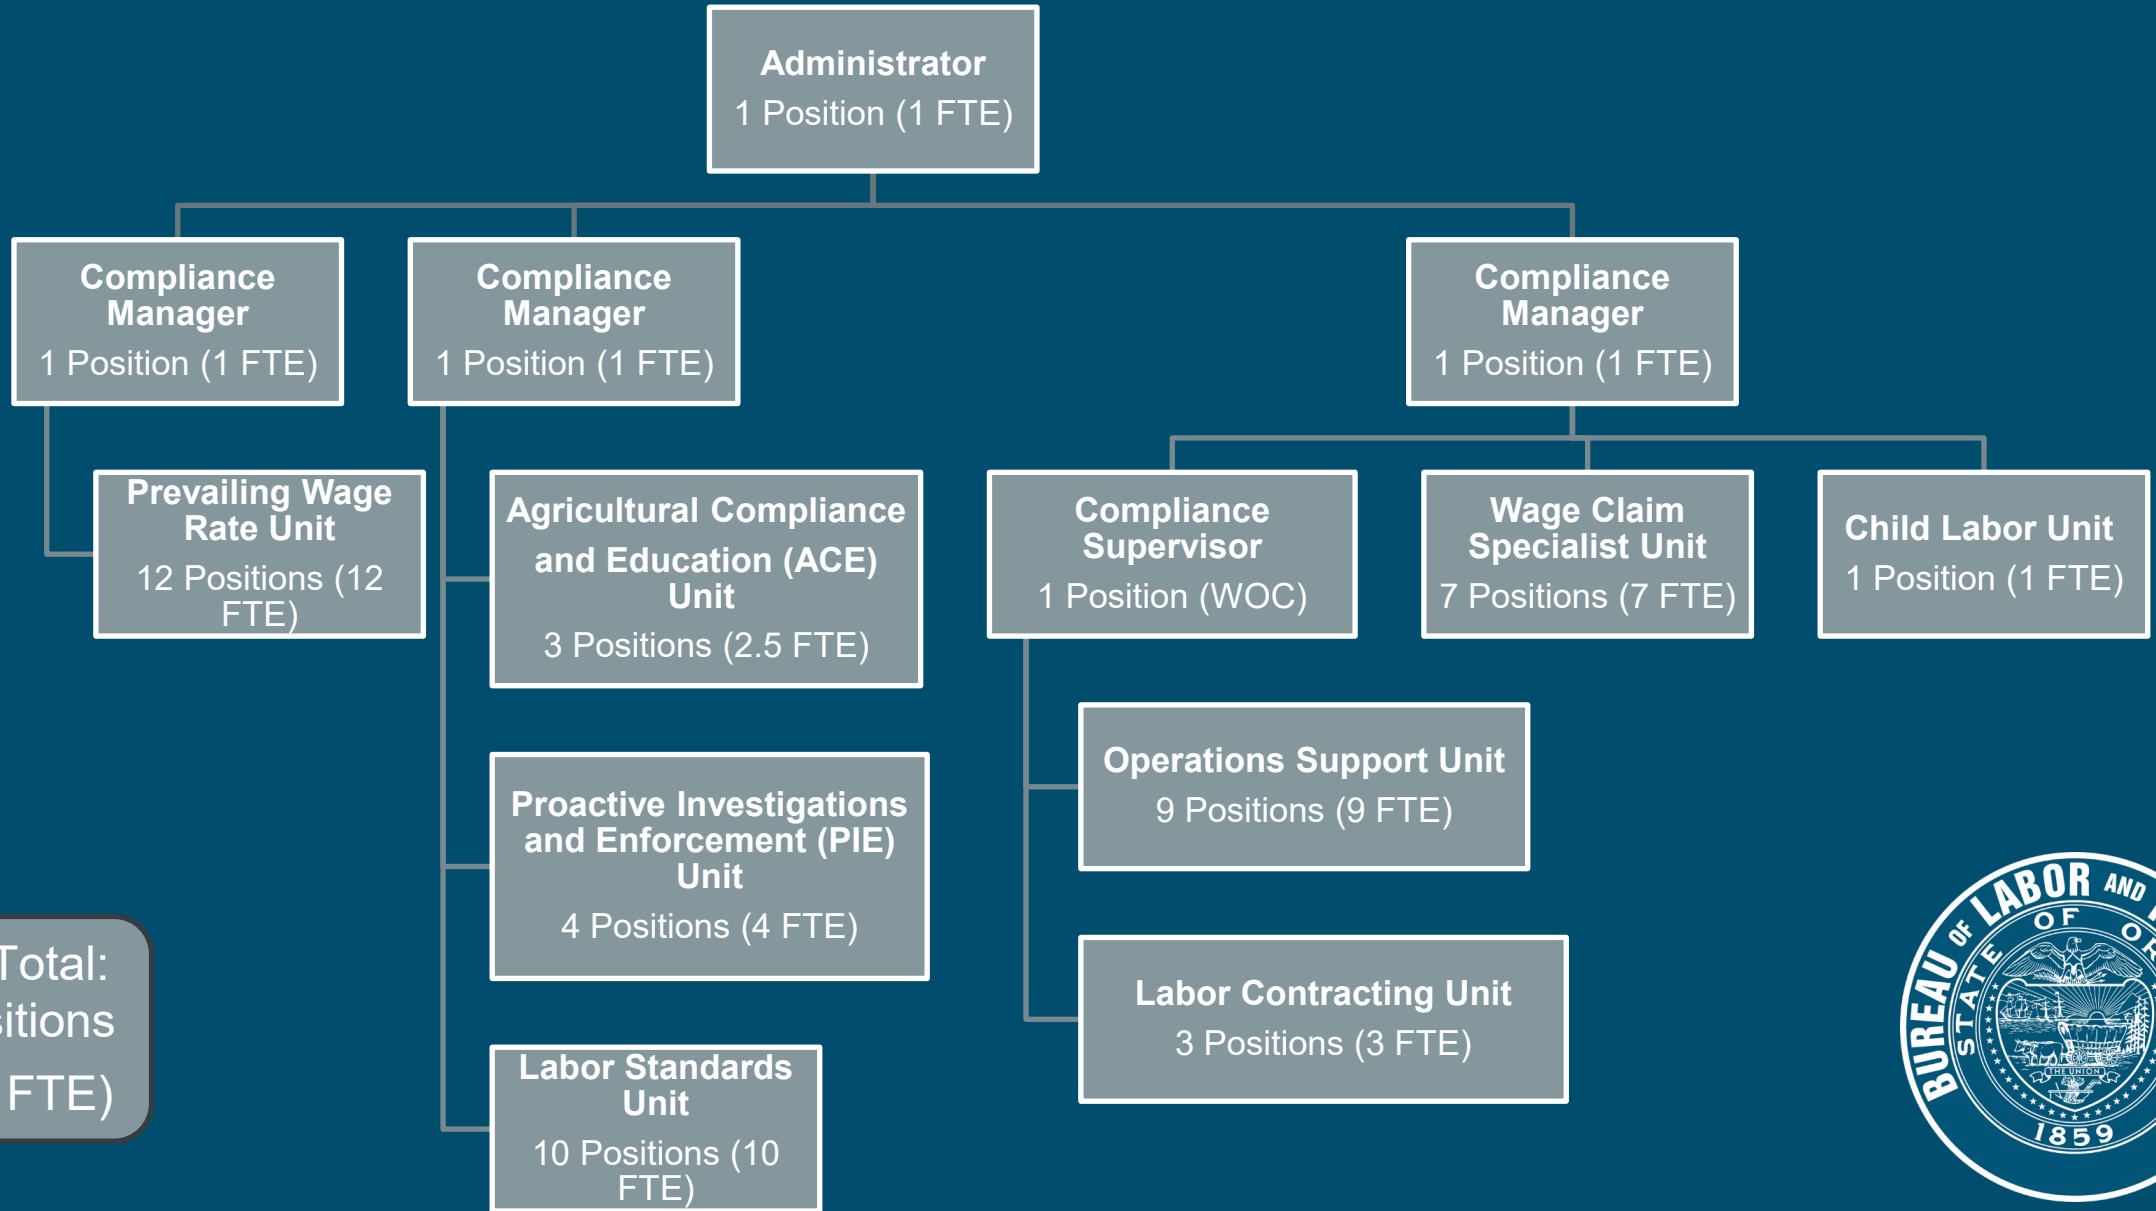 Administrator
1 Position (1 FTE)
Compliance
Manager
1 Position (1 FTE)
Compliance
Manager
1 Position (1 FTE)
Compliance
Manager
1 Position (1 FTE)
Prevailing Wage
Rate Unit
12 Positions (12
FTE)
Agricultural Compliance
and Education (ACE)
Unit
3 Positions (2.5 FTE)
Compliance
Supervisor
1 Position (WOC)
Wage Claim
Specialist Unit
7 Positions (7 FTE)
Child Labor Unit
1 Position (1 FTE)
Operations Support Unit
9 Positions (9 FTE)
Proactive Investigations
and Enforcement (PIE)
Unit
4 Positions (4 FTE)
Labor Contracting Unit
3 Positions (3 FTE)
Labor Standards
Unit
10 Positions (10
FTE)
Total:
FTE)
BUREAU OF LABOR AND
STATE OF
THE UNION
1859